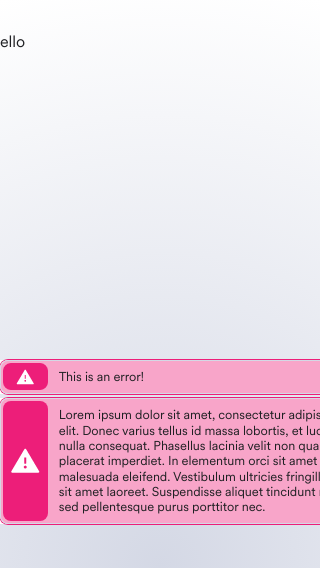 ello
This is an error!
Lorem ipsum dolor sit amet, consectetur adipis
elit. Donec varius tellus id massa lobortis, et luc
nulla consequat. Phasellus lacinia velit non qua
placerat imperdiet. In elementum orci sit amet
malesuada eleifend. Vestibulum ultricies fringill
sit amet laoreet. Suspendisse aliquet tincidunt
sed pellentesque purus porttitor nec.